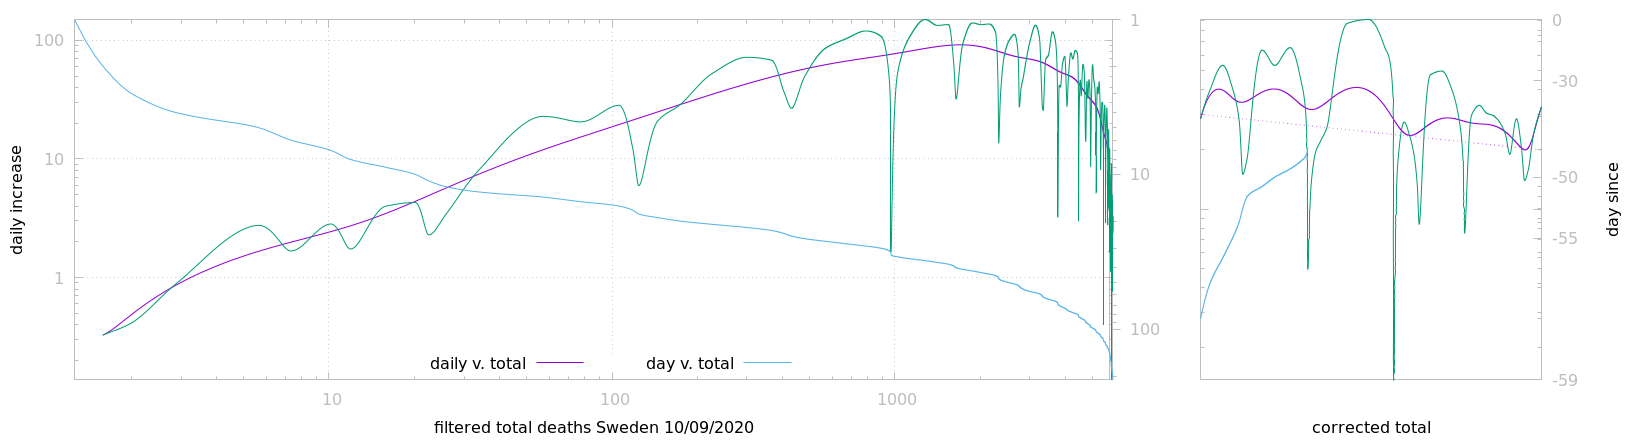 daily increase
100
10
1
10
100
1000
1
10
100
daily v. total
day v. total
filtered total deaths Sweden 10/09/2020
0
-30
-50
-55
-59
day since
corrected total